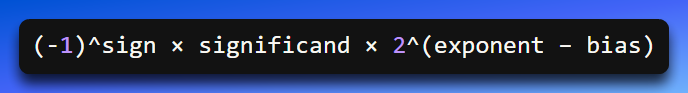 (-1)^sign × significand × 2^(exponent – bias)